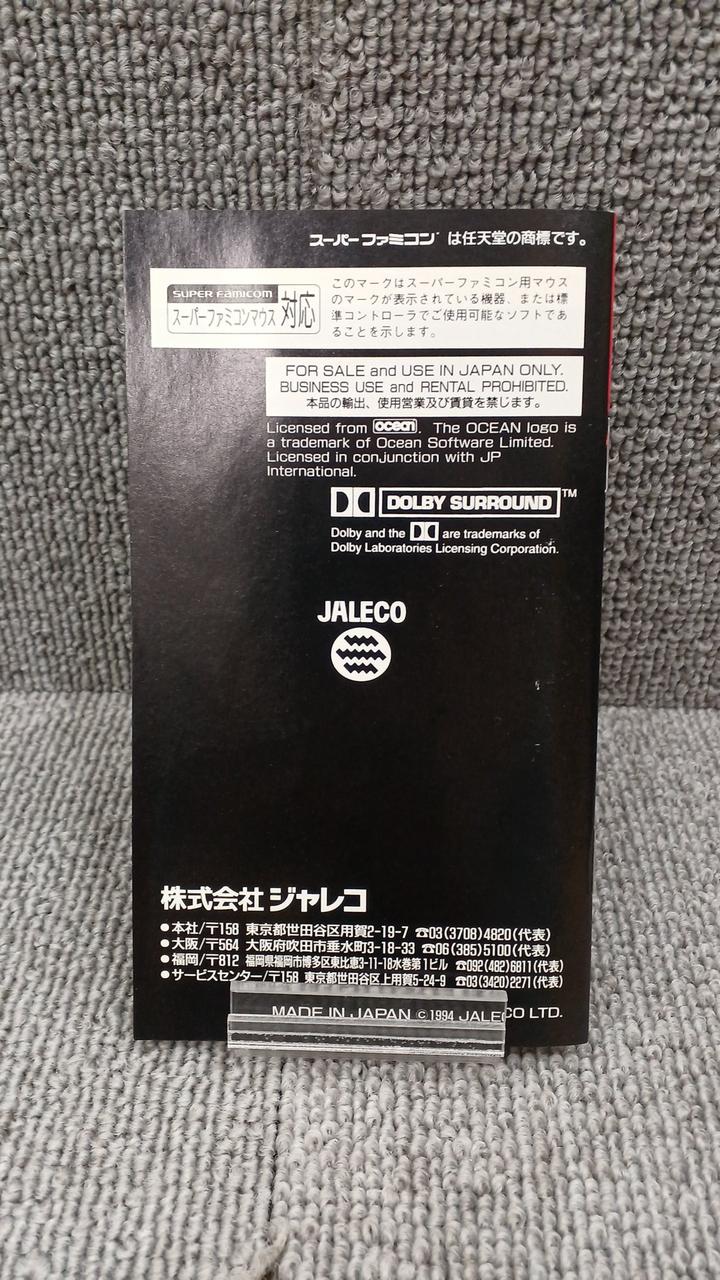 スーパーファミコン は任天堂の商標です。
SUPER Famicom
スーパーファミコンマウス 対応
このマークはスーパーファミコン用マウス
のマークが表示されている機器、または標
準コントローラでご使用可能なソフトであ
ることを示します。
FOR SALE and USE IN JAPAN ONLY.
BUSINESS USE and RENTAL PROHIBITED.
本品の輸出、使用営業及び賃貸を禁じます。
Licensed from ocean. The OCEAN logo is
a trademark of Ocean Software Limited.
Licensed in conjunction with JP
International.
DOLBY SURROUND™
Dolby and the are trademarks of
Dolby Laboratories Licensing Corporation.
JALECO
株式会社 ジャレコ
●本社/〒158 東京都世田谷区用賀2-19-7 ☎03(3708)4820(代表)
●大阪/〒564 大阪府吹田市垂水町3-18-33 ☎06(385)5100(代表)
●福岡/〒812 福岡県福岡市博多区東比恵3-11-18水巻第1ビル ☎092(482)6811(代表)
●サービスセンター/〒158 東京都世田谷区上用賀5-24-9 ☎03(3420)2271(代表)
MADE IN JAPAN ©1994 JALECO LTD.